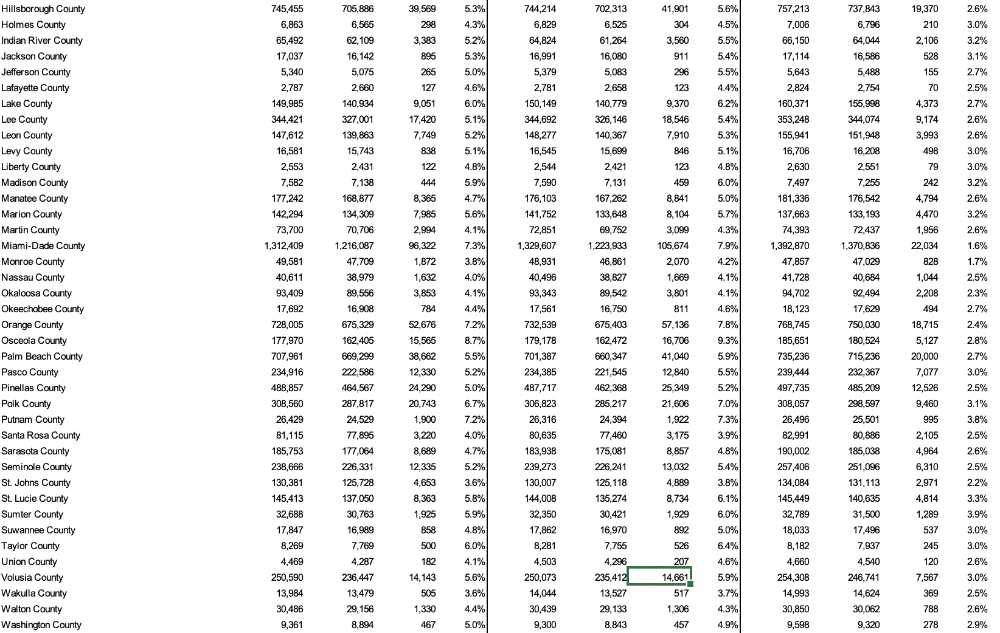 Hillsborough County 745,455 705,886 39,569 5.3% 744,214 702,313 41,901 5.6% 757,213 737,843 19,370 2.6%
Holmes County 6,863 6,565 298 4.3% 6,829 6,525 304 4.5% 7,006 6,796 210 3.0%
Indian River County 65,492 62,109 3,383 5.2% 64,824 61,264 3,560 5.5% 66,150 64,044 2,106 3.2%
Jackson County 17,037 16,142 895 5.3% 16,991 16,080 911 5.4% 17,114 16,586 528 3.1%
Jefferson County 5,340 5,075 265 5.0% 5,379 5,083 296 5.5% 5,643 5,488 155 2.7%
Lafayette County 2,787 2,660 127 4.6% 2,781 2,658 123 4.4% 2,824 2,754 70 2.5%
Lake County 149,985 140,934 9,051 6.0% 150,149 140,779 9,370 6.2% 160,371 155,998 4,373 2.7%
Lee County 344,421 327,001 17,420 5.1% 344,692 326,146 18,546 5.4% 353,248 344,074 9,174 2.6%
Leon County 147,612 139,863 7,749 5.2% 148,277 140,367 7,910 5.3% 155,941 151,948 3,993 2.6%
Levy County 16,581 15,743 838 5.1% 16,545 15,699 846 5.1% 16,706 16,208 498 3.0%
Liberty County 2,553 2,431 122 4.8% 2,544 2,421 123 4.8% 2,630 2,551 79 3.0%
Madison County 7,582 7,138 444 5.9% 7,590 7,131 459 6.0% 7,497 7,255 242 3.2%
Manatee County 177,242 168,877 8,365 4.7% 176,103 167,262 8,841 5.0% 181,336 176,542 4,794 2.6%
Marion County 142,294 134,309 7,985 5.6% 141,752 133,648 8,104 5.7% 137,663 133,193 4,470 3.2%
Martin County 73,700 70,706 2,994 4.1% 72,851 69,752 3,099 4.3% 74,393 72,437 1,956 2.6%
Miami-Dade County 1,312,409 1,216,087 96,322 7.3% 1,329,607 1,223,933 105,674 7.9% 1,392,870 1,370,836 22,034 1.6%
Monroe County 49,581 47,709 1,872 3.8% 48,931 46,861 2,070 4.2% 47,857 47,029 828 1.7%
Nassau County 40,611 38,979 1,632 4.0% 40,496 38,827 1,669 4.1% 41,728 40,684 1,044 2.5%
Okaloosa County 93,409 89,556 3,853 4.1% 93,343 89,542 3,801 4.1% 94,702 92,494 2,208 2.3%
Okeechobee County 17,692 16,908 784 4.4% 17,561 16,750 811 4.6% 18,123 17,629 494 2.7%
Orange County 728,005 675,329 52,676 7.2% 732,539 675,403 57,136 7.8% 768,745 750,030 18,715 2.4%
Osceola County 177,970 162,405 15,565 8.7% 179,178 162,472 16,706 9.3% 185,651 180,524 5,127 2.8%
Palm Beach County 707,961 669,299 38,662 5.5% 701,387 660,347 41,040 5.9% 735,236 715,236 20,000 2.7%
Pasco County 234,916 222,586 12,330 5.2% 234,385 221,545 12,840 5.5% 239,444 232,367 7,077 3.0%
Pinellas County 488,857 464,567 24,290 5.0% 487,717 462,368 25,349 5.2% 497,735 485,209 12,526 2.5%
Polk County 308,560 287,817 20,743 6.7% 306,823 285,217 21,606 7.0% 308,057 298,597 9,460 3.1%
Putnam County 26,429 24,529 1,900 7.2% 26,316 24,394 1,922 7.3% 26,496 25,501 995 3.8%
Santa Rosa County 81,115 77,895 3,220 4.0% 80,635 77,460 3,175 3.9% 82,991 80,886 2,105 2.5%
Sarasota County 185,753 177,064 8,689 4.7% 183,938 175,081 8,857 4.8% 190,002 185,038 4,964 2.6%
Seminole County 238,666 226,331 12,335 5.2% 239,273 226,241 13,032 5.4% 257,406 251,096 6,310 2.5%
St. Johns County 130,381 125,728 4,653 3.6% 130,007 125,118 4,889 3.8% 134,084 131,113 2,971 2.2%
St. Lucie County 145,413 137,050 8,363 5.8% 144,008 135,274 8,734 6.1% 145,449 140,635 4,814 3.3%
Sumter County 32,688 30,763 1,925 5.9% 32,350 30,421 1,929 6.0% 32,789 31,500 1,289 3.9%
Suwannee County 17,847 16,989 858 4.8% 17,862 16,970 892 5.0% 18,033 17,496 537 3.0%
Taylor County 8,269 7,769 500 6.0% 8,281 7,755 526 6.4% 8,182 7,937 245 3.0%
Union County 4,469 4,287 182 4.1% 4,503 4,296 207 4.6% 4,660 4,540 120 2.6%
Volusia County 250,590 236,447 14,143 5.6% 250,073 235,412 14,661 5.9% 254,308 246,741 7,567 3.0%
Wakulla County 13,984 13,479 505 3.6% 14,044 13,527 517 3.7% 14,993 14,624 369 2.5%
Walton County 30,486 29,156 1,330 4.4% 30,439 29,133 1,306 4.3% 30,850 30,062 788 2.6%
Washington County 9,361 8,894 467 5.0% 9,300 8,843 457 4.9% 9,598 9,320 278 2.9%